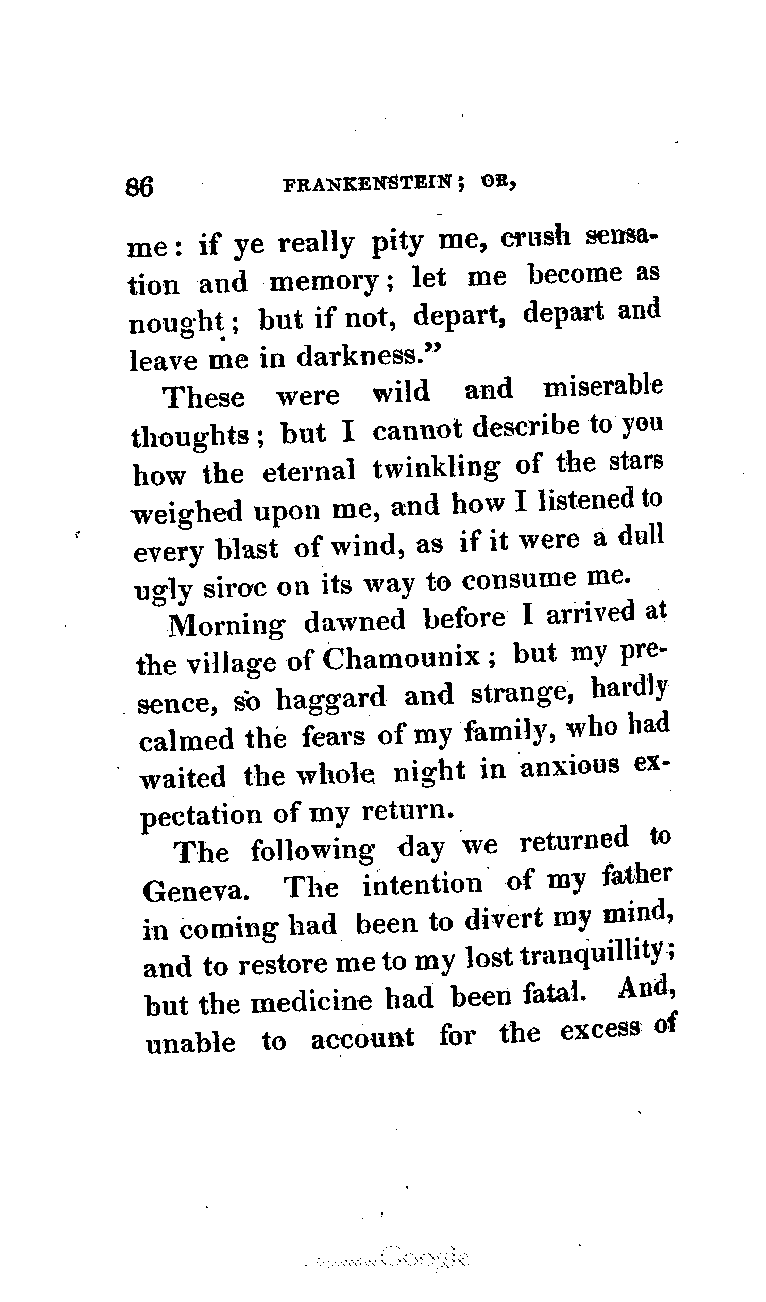 86 FRANKENSTEIN; OR,
me: if ye really pity me, crush sensa-
tion and memory; let me become as
nought; but if not, depart, depart and
leave me in darkness.”
These were wild and miserable
thoughts; but I cannot describe to you
how the eternal twinkling of the stars
weighed upon me, and how I listened to
every blast of wind, as if it were a dull
ugly siroc on its way to consume me.
Morning dawned before I arrived at
the village of Chamounix; but my pre-
sence, so haggard and strange, hardly
calmed the fears of my family, who had
waited the whole night in anxious ex-
pectation of my return.
The following day we returned to
Geneva. The intention of my father
in coming had been to divert my mind,
and to restore me to my lost tranquillity;
but the medicine had been fatal. And,
unable to account for the excess of
Google